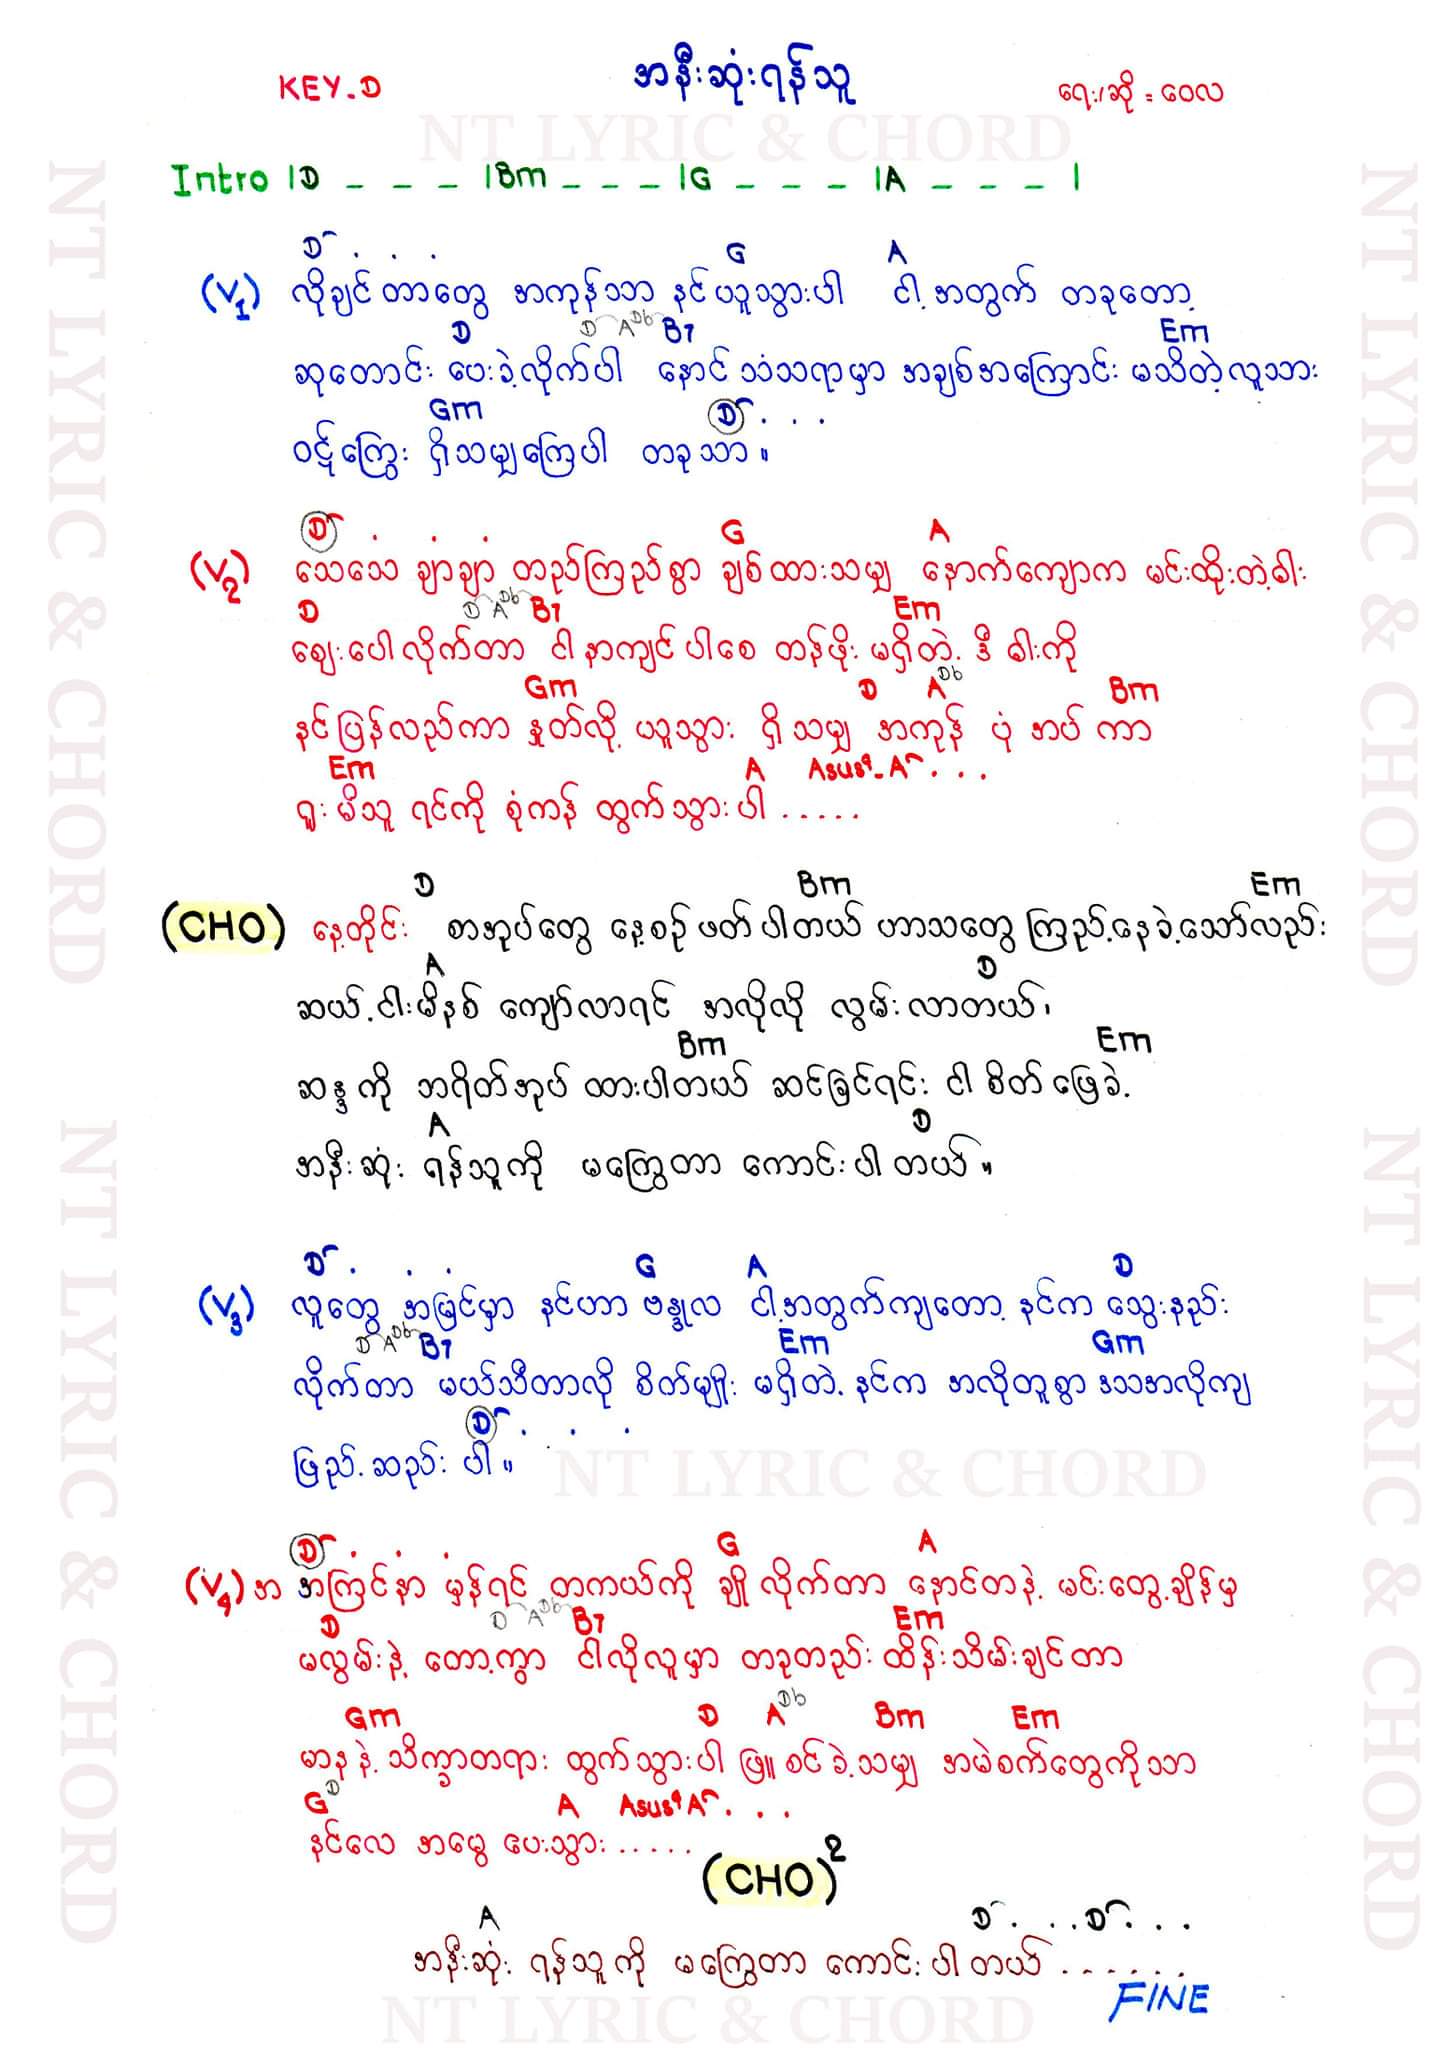 KEY-D
အနီးဆုံးရန်သူ
ရေး/ဆို = ဝေလ
NT LYRIC & CHORD
Intro |D _ _ _ |Bm _ _ _ |G _ _ _ |A _ _ _ |
D . . . G A
(V1) လိုချင်တာတွေ အကုန်သာ နင်ယူသွားပါ ငါ့အတွက် တခုတော့
D D A Db B7 Em
ဆုတောင်း ပေးခဲ့လိုက်ပါ နောင်သံသရာမှာ အချစ်အကြောင်း မသိတဲ့လူသား
Gm D . . .
ဝဋ်ကြွေး ရှိသမျှကြေပါ တခုသာ။
D . . . G A
(V2) သေသေ ချာချာ တည်ကြည်စွာ ချစ်ထားသမျှ နောက်ကျောက မင်းထိုးတဲ့ဓါး
D D A Db B7 Em
ဈေးပေါလိုက်တာ ငါနာကျင်ပါစေ တန်ဖိုး မရှိတဲ့ ဒီ ဓါးကို
Gm D A Db Bm
နင်ပြန်လည်ကာ နှုတ်လို့ ယူသွား ရှိသမျှ အကုန် ပုံ အပ် ကာ
Em A Asus4-A . . .
ရူးမိသူ ရင်ကို စုံကန် ထွက်သွားပါ .....
D Bm Em
(CHO) နေ့တိုင်း စာအုပ်တွေ နေ့စဉ် ဖတ်ပါတယ် ဟာသတွေ ကြည့်နေခဲ့သော်လည်း
A D
ဆယ့်ငါးမိနစ် ကျော်လာရင် အလိုလို လွမ်းလာတယ်၊
Bm Em
ဆန္ဒကို ဘရိတ်အုပ် ထားပါတယ် ဆင်ခြင်ရင်း ငါ စိတ်ဖြေခဲ့
A D
အနီးဆုံး ရန်သူကို မကြွေတာ ကောင်းပါတယ်။
D . . . G A D
(V3) လူတွေ အမြင်မှာ နင်ဟာ ဗန္ဓုလ ငါ့အတွက်ကျတော့ နင်က သွေးနည်း
D A Db B7 Em Gm
လိုက်တာ မယ်သီတာလို စိတ်မျိုး မရှိတဲ့ နင်က အလိုတူစွာ ဒသအလိုကျ
D . . .
ဖြည့်ဆည်းပါ။
NT LYRIC & CHORD
D . . . G A
(V4) အ အကြင်နာ မှန်ရင် တကယ်ကို ချို လိုက်တာ နောင်တနဲ့ မင်းတွေ့ချိန်မှ
D D A Db B7 Em
မလွမ်းနဲ့ တော့ကွာ ငါလိုလူမှာ တခုတည်း ထိန်းသိမ်းချင်တာ
Gm D A Db Bm Em
မာနနဲ့ သိက္ခာတရား ထွက်သွားပါ ဖြူစင်ခဲ့သမျှ အမဲစက်တွေကိုသာ
G D A Asus4 A . . .
နင်လေ အမွေ ပေးသွား .....
(CHO)2
A D . . . D . . .
အနီးဆုံး ရန်သူကို မကြွေတာ ကောင်းပါတယ် ......
FINE
NT LYRIC & CHORD
NT LYRIC & CHORD
NT LYRIC & CHORD
NT LYRIC & CHORD
NT LYRIC & CHORD